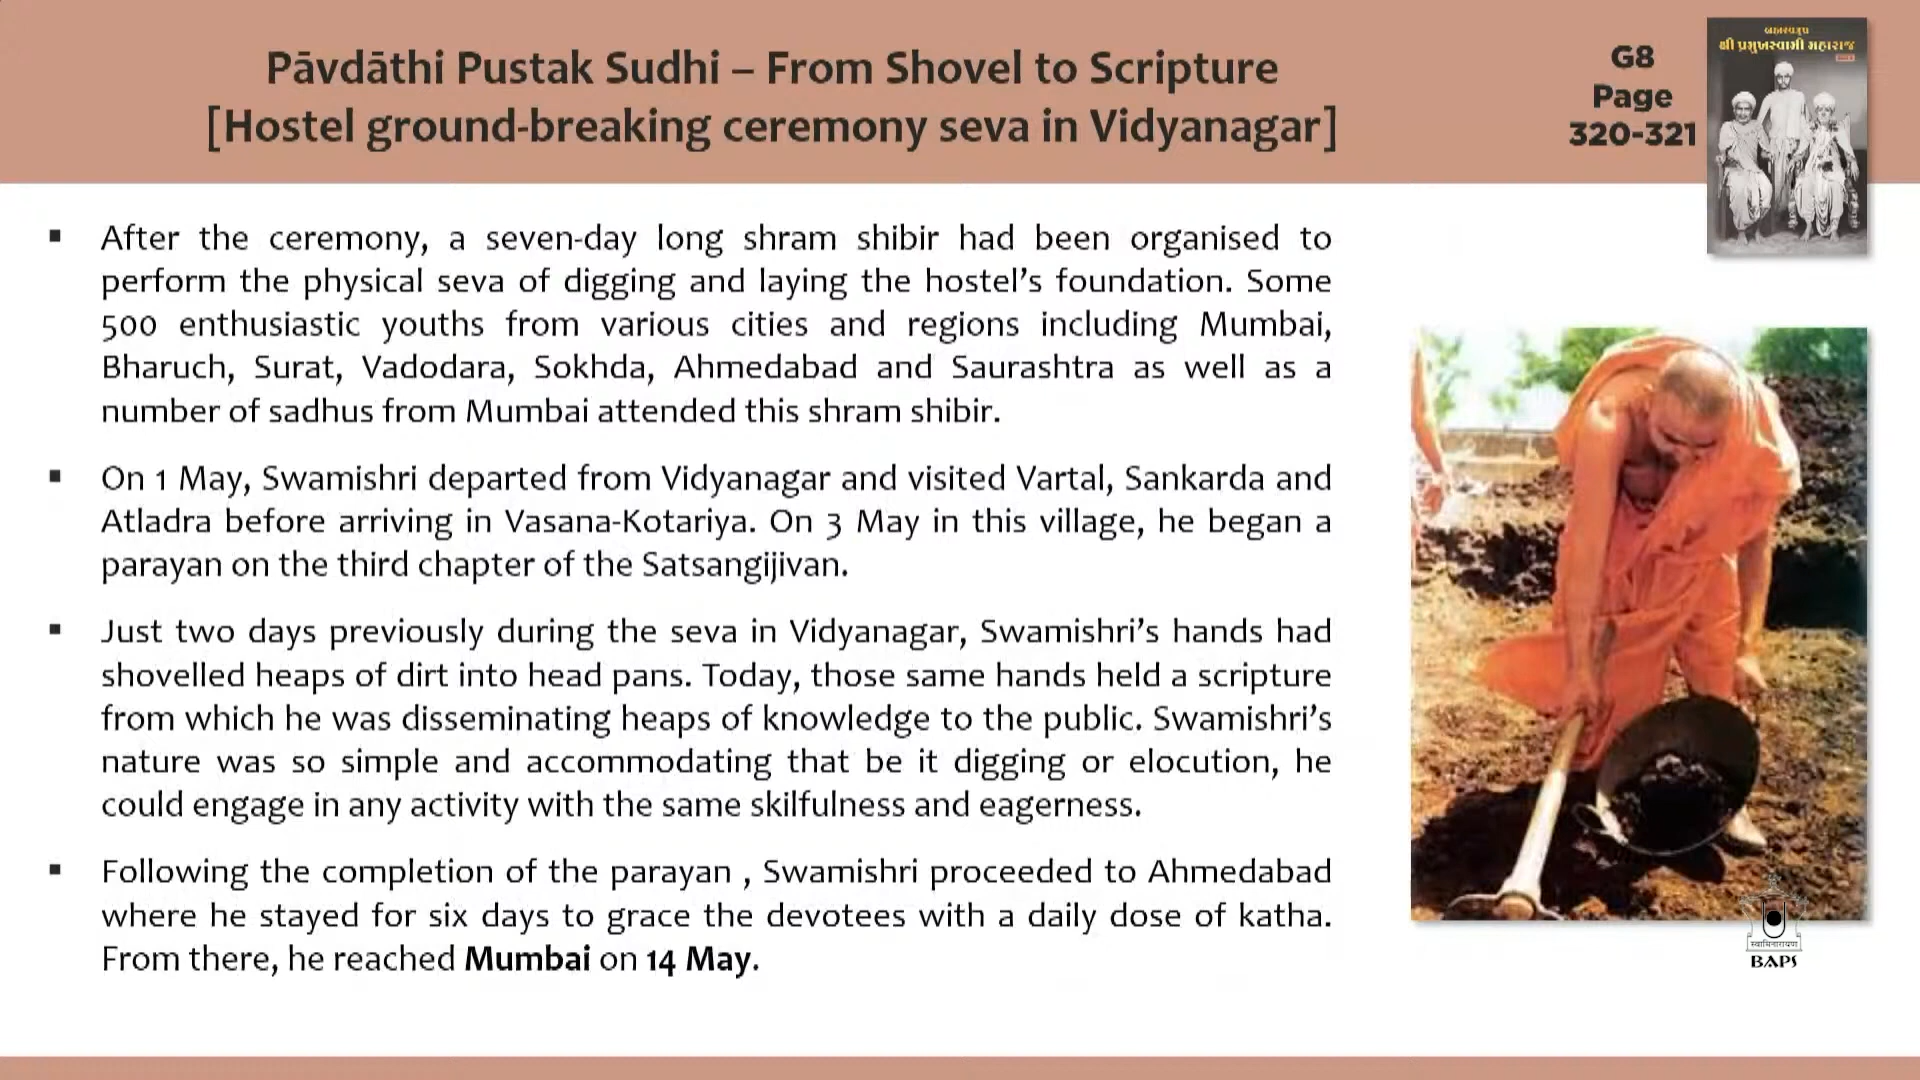 Pāvdāthi Pustak Sudhi – From Shovel to Scripture
[Hostel ground-breaking ceremony seva in Vidyanagar]
G8
Page
320-321
બ્રહ્મસ્વરૂપ
શ્રી પ્રમુખસ્વામી મહારાજ
▪ After the ceremony, a seven-day long shram shibir had been organised to
perform the physical seva of digging and laying the hostel’s foundation. Some
500 enthusiastic youths from various cities and regions including Mumbai,
Bharuch, Surat, Vadodara, Sokhda, Ahmedabad and Saurashtra as well as a
number of sadhus from Mumbai attended this shram shibir.
▪ On 1 May, Swamishri departed from Vidyanagar and visited Vartal, Sankarda and
Atladra before arriving in Vasana-Kotariya. On 3 May in this village, he began a
parayan on the third chapter of the Satsangijivan.
▪ Just two days previously during the seva in Vidyanagar, Swamishri’s hands had
shovelled heaps of dirt into head pans. Today, those same hands held a scripture
from which he was disseminating heaps of knowledge to the public. Swamishri’s
nature was so simple and accommodating that be it digging or elocution, he
could engage in any activity with the same skilfulness and eagerness.
▪ Following the completion of the parayan , Swamishri proceeded to Ahmedabad
where he stayed for six days to grace the devotees with a daily dose of katha.
From there, he reached Mumbai on 14 May.
स्वामिनारायण
BAPS